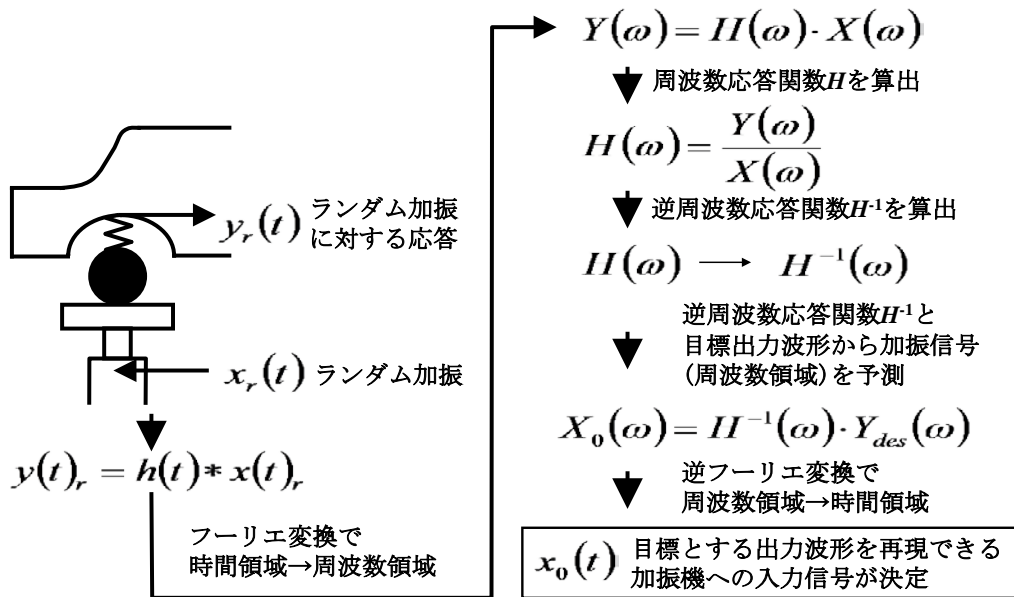 y_r(t) ランダム加振
に対する応答
x_r(t) ランダム加振
y(t)_r = h(t) * x(t)_r
フーリエ変換で
時間領域→周波数領域
Y(ω) = H(ω) · X(ω)
周波数応答関数Hを算出
H(ω) = Y(ω) / X(ω)
逆周波数応答関数H⁻¹を算出
H(ω) → H⁻¹(ω)
逆周波数応答関数H⁻¹と
目標出力波形から加振信号
(周波数領域)を予測
X₀(ω) = H⁻¹(ω) · Y_des(ω)
逆フーリエ変換で
周波数領域→時間領域
x₀(t) 目標とする出力波形を再現できる
加振機への入力信号が決定